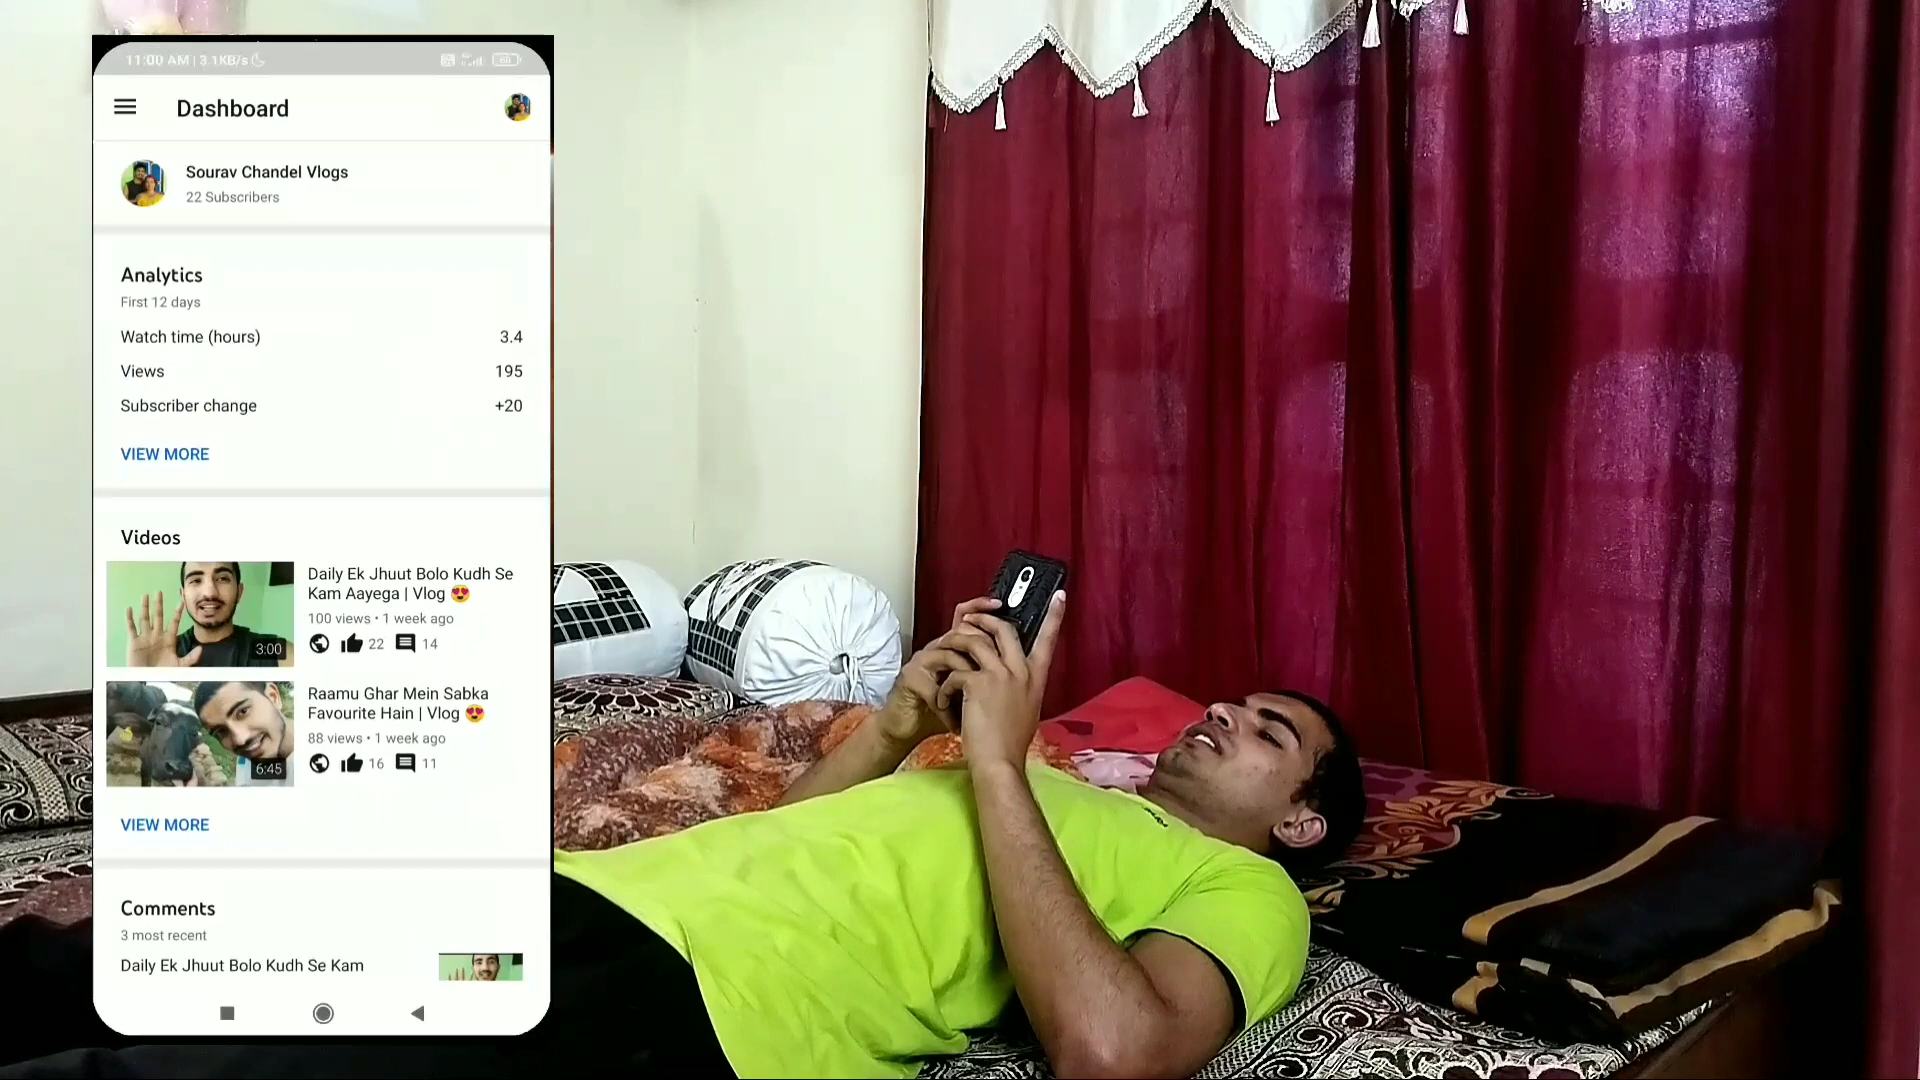 11:00 AM | 3.1KB/s
Dashboard
Sourav Chandel Vlogs
22 Subscribers
Analytics
First 12 days
Watch time (hours) 3.4
Views 195
Subscriber change +20
VIEW MORE
Videos
Daily Ek Jhuut Bolo Kudh Se
Kam Aayega | Vlog 😍
100 views • 1 week ago
3:00
22 14
Raamu Ghar Mein Sabka
Favourite Hain | Vlog 😍
88 views • 1 week ago
6:45
16 11
VIEW MORE
Comments
3 most recent
Daily Ek Jhuut Bolo Kudh Se Kam